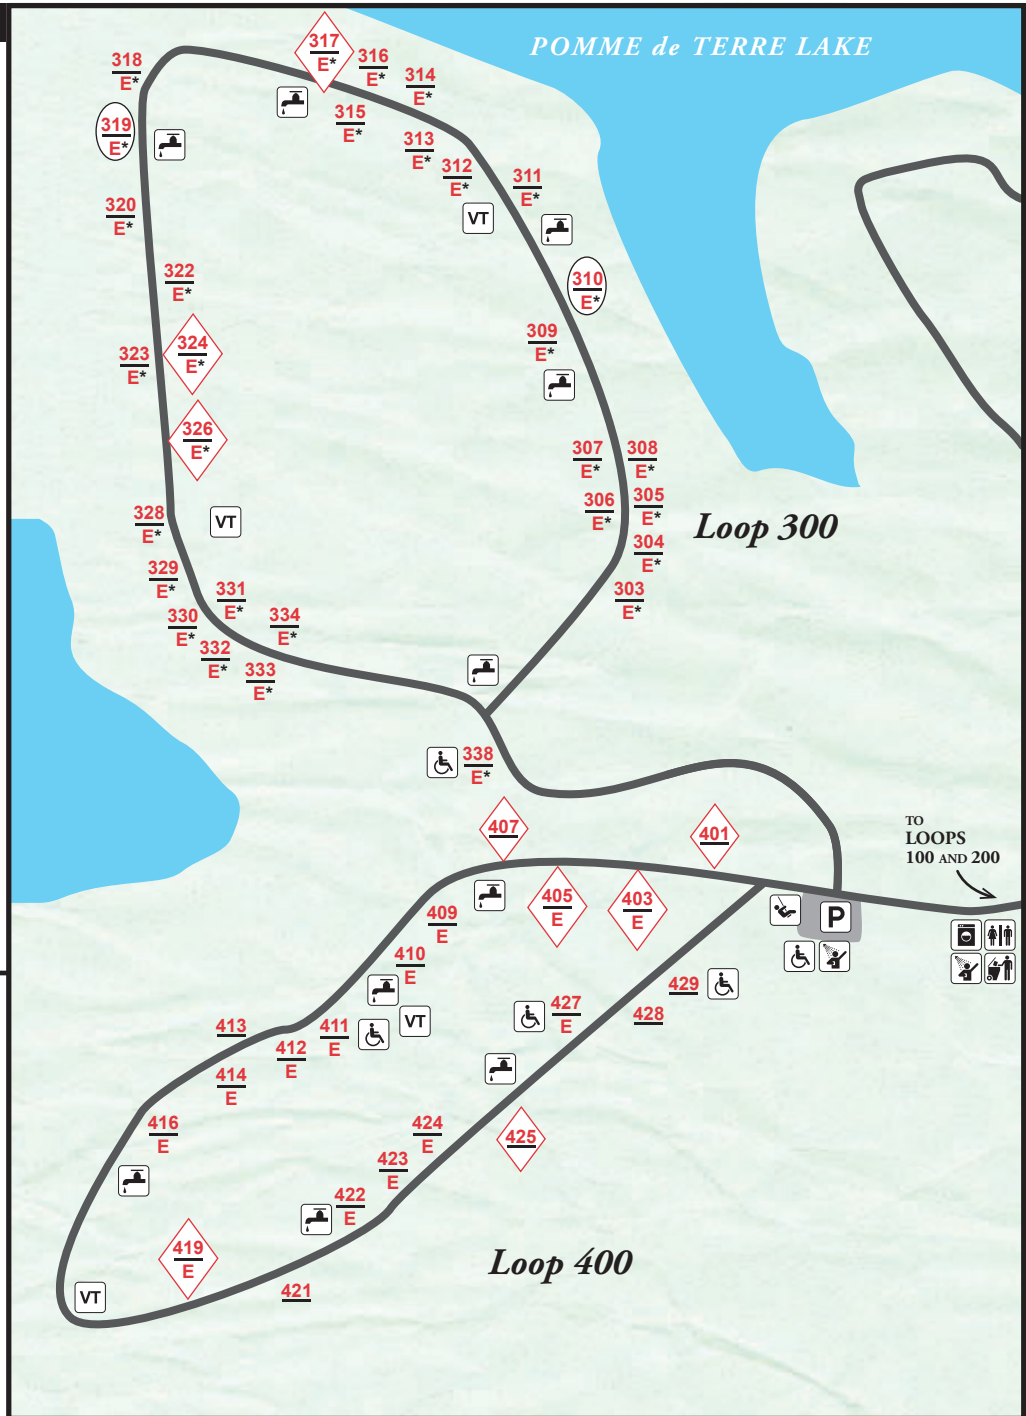 POMME de TERRE LAKE
317
E*
318
E*
316
E*
314
E*
319
E*
315
E*
313
E*
312
E*
311
E*
VT
320
E*
322
E*
310
E*
323
E*
324
E*
309
E*
326
E*
307
E*
308
E*
328
E*
VT
306
E*
305
E*
Loop 300
304
E*
329
E*
331
E*
303
E*
330
E*
334
E*
332
E*
333
E*
338
E*
407
401
TO
LOOPS
100 AND 200
405
E
403
E
P
409
E
410
E
429
427
E
428
VT
413
411
E
412
E
414
E
416
E
424
E
425
423
E
422
E
419
E
Loop 400
VT
421